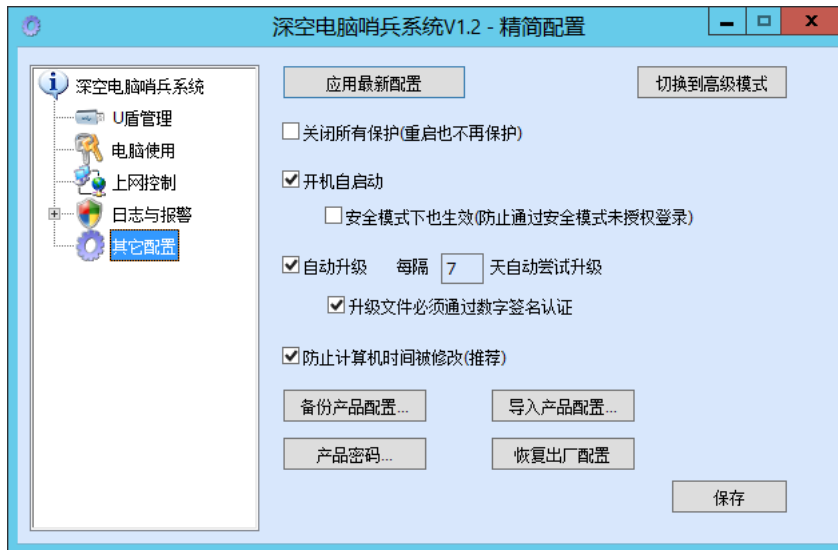 深空电脑哨兵系统V1.2 - 精简配置
深空电脑哨兵系统
U盾管理
电脑使用
上网控制
日志与报警
其它配置
应用最新配置
切换到高级模式
关闭所有保护(重启也不再保护)
开机自启动
安全模式下也生效(防止通过安全模式未授权登录)
自动升级 每隔 7 天自动尝试升级
升级文件必须通过数字签名认证
防止计算机时间被修改(推荐)
备份产品配置... 导入产品配置...
产品密码... 恢复出厂配置
保存